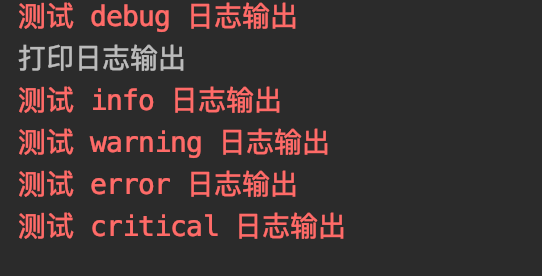 测试 debug 日志输出
打印日志输出
测试 info 日志输出
测试 warning 日志输出
测试 error 日志输出
测试 critical 日志输出